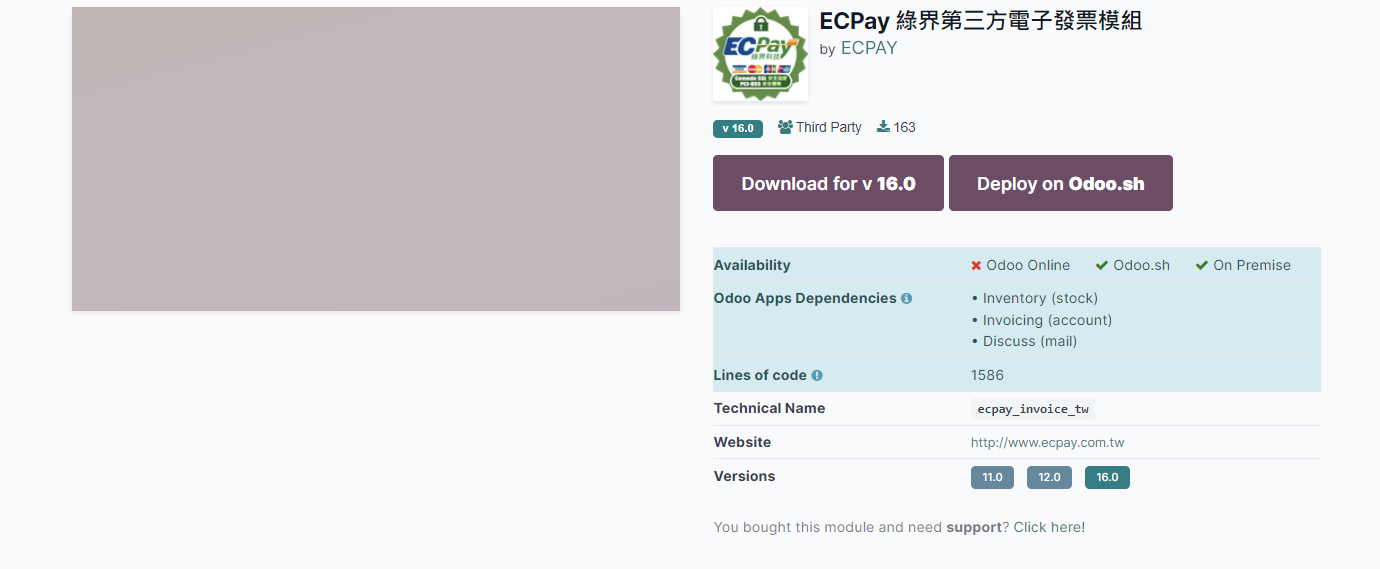 ECPay 綠界第三方電子發票模組
by ECPAY
ECPay
綠界科技
v 16.0 Third Party 163
Download for v 16.0 Deploy on Odoo.sh
Availability Odoo Online Odoo.sh On Premise
Odoo Apps Dependencies • Inventory (stock)
• Invoicing (account)
• Discuss (mail)
Lines of code 1586
Technical Name ecpay_invoice_tw
Website http://www.ecpay.com.tw
Versions 11.0 12.0 16.0
You bought this module and need support? Click here!